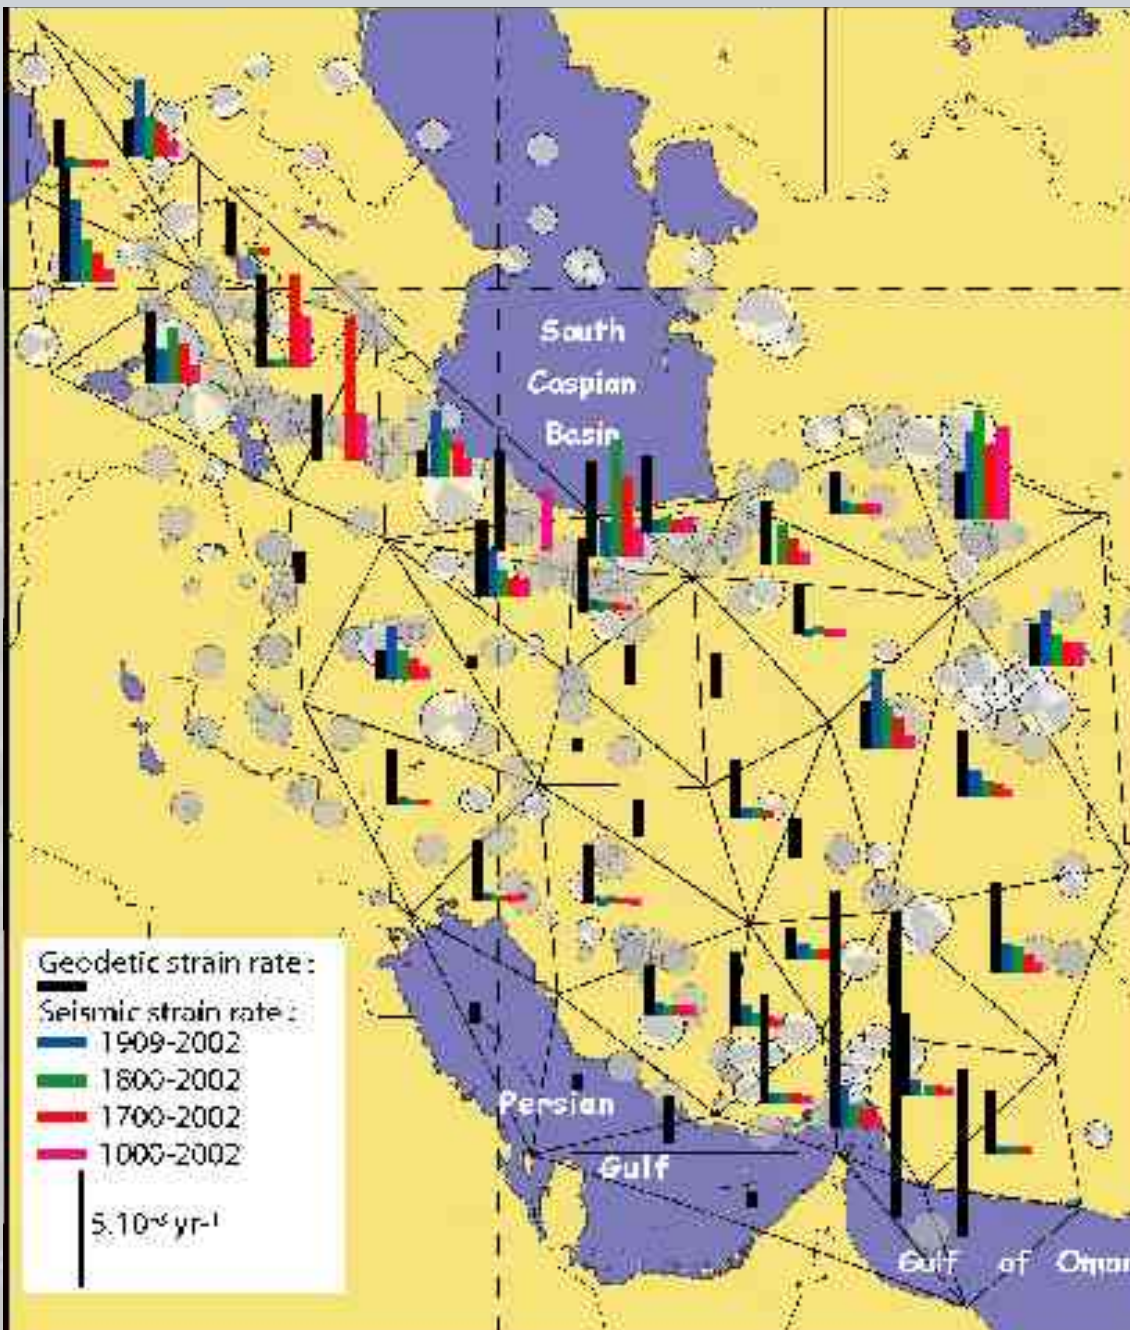 South
Caspian
Basin
Geodetic strain rate :
Seismic strain rate :
1909-2002
1800-2002
1700-2002
1000-2002
Persian
Gulf
Gulf of Oman